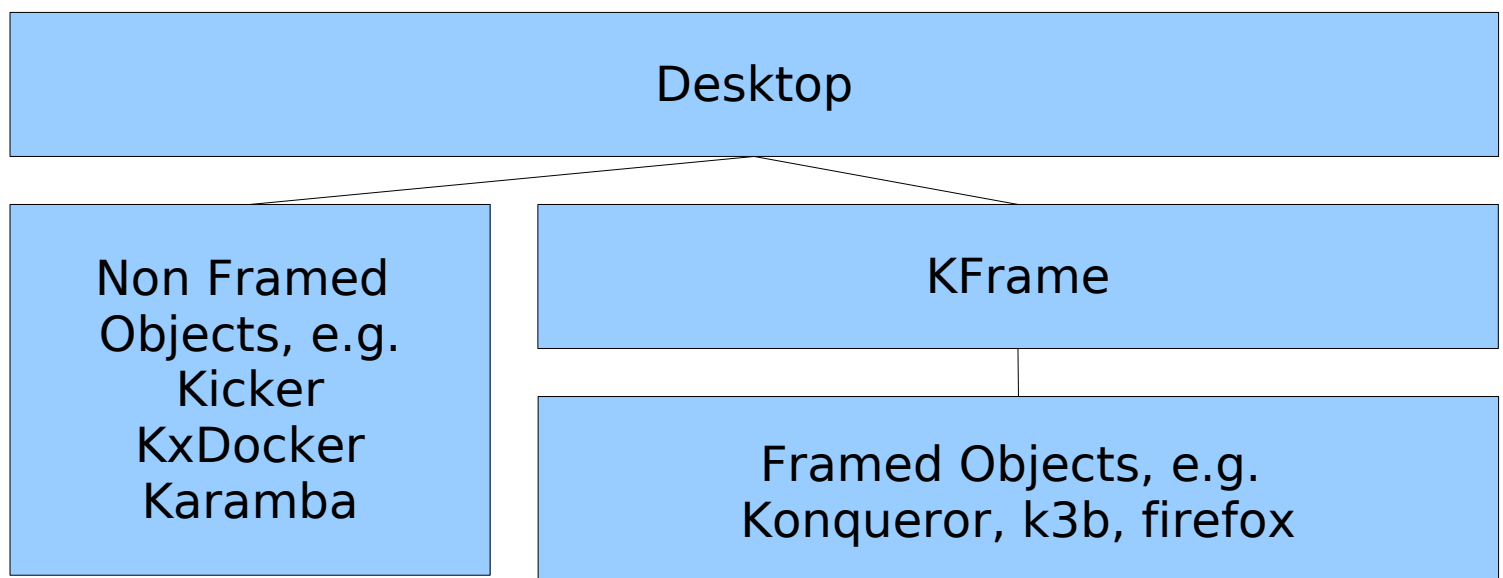 Desktop
Non Framed
Objects, e.g.
Kicker
KxDocker
Karamba
KFrame
Framed Objects, e.g.
Konqueror, k3b, firefox